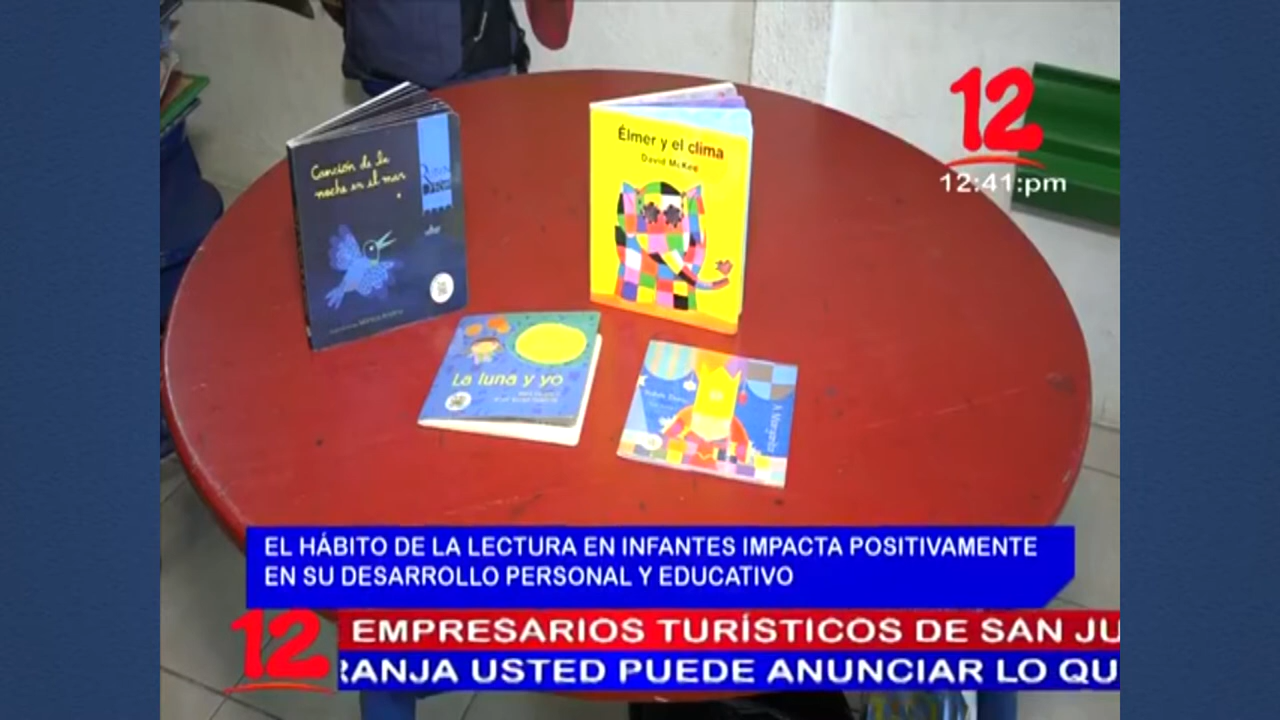 12
12:41:pm
Canción de la
noche en el mar
Élmer y el clima
David McKee
La luna y yo
A Margarita
EL HÁBITO DE LA LECTURA EN INFANTES IMPACTA POSITIVAMENTE
EN SU DESARROLLO PERSONAL Y EDUCATIVO
12
EMPRESARIOS TURÍSTICOS DE SAN JU
RANJA USTED PUEDE ANUNCIAR LO QU